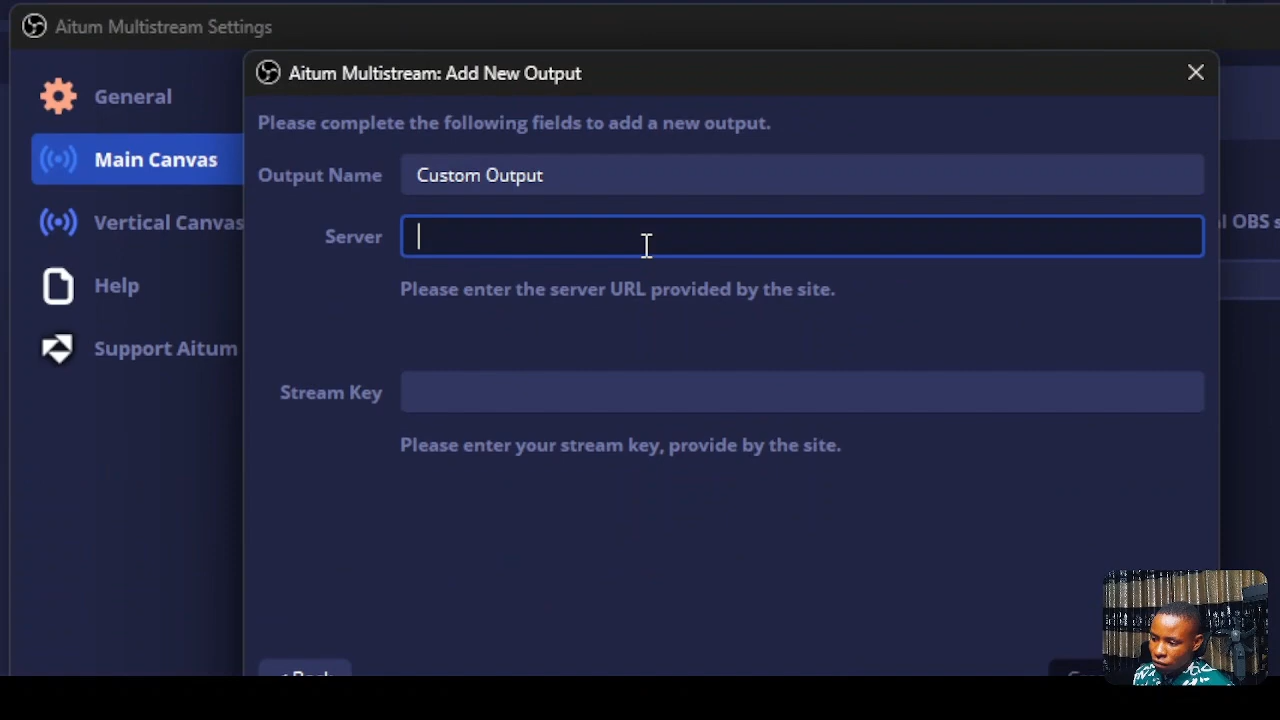 Aitum Multistream Settings
Aitum Multistream: Add New Output
General
Please complete the following fields to add a new output.
Main Canvas
Output Name
Custom Output
Vertical Canvas
Server
OBS s
Help
Please enter the server URL provided by the site.
Support Aitum
Stream Key
Please enter your stream key, provide by the site.
< Back